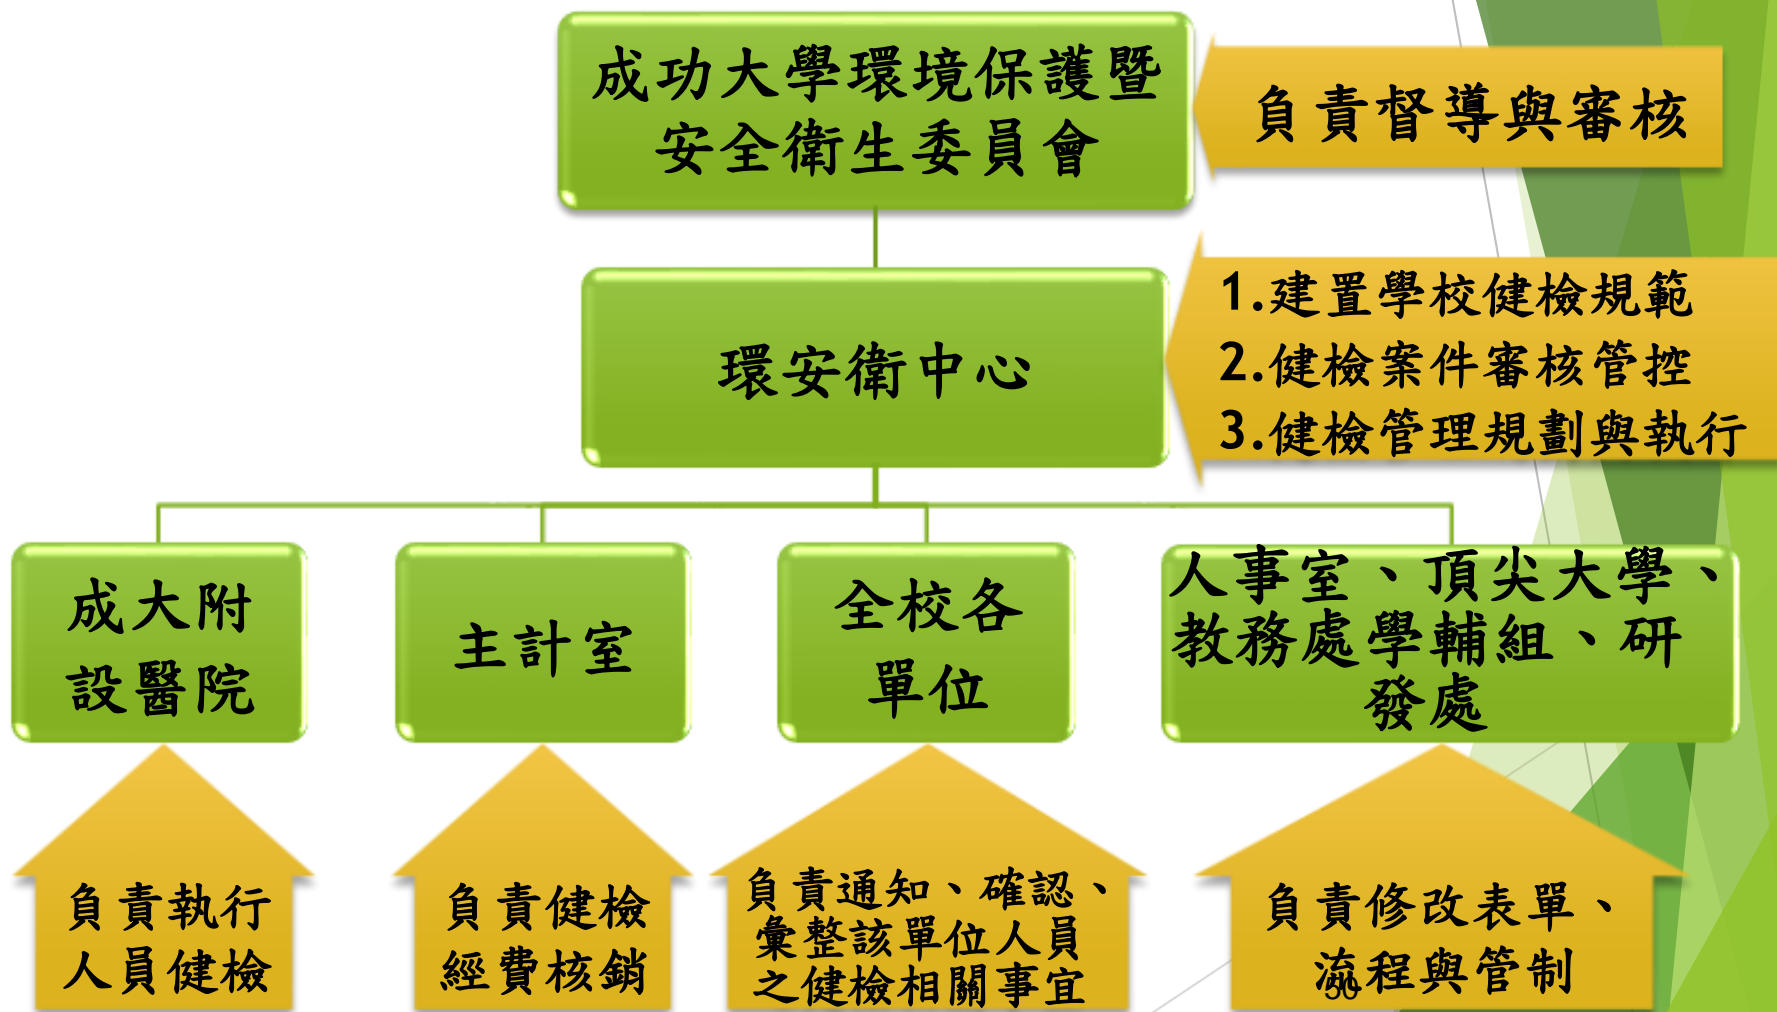 成功大學環境保護暨
安全衛生委員會
負責督導與審核
環安衛中心
1.建置學校健檢規範
2.健檢案件審核管控
3.健檢管理規劃與執行
成大附
設醫院
主計室
全校各
單位
人事室、頂尖大學、
教務處學輔組、研
發處
負責執行
人員健檢
負責健檢
經費核銷
負責通知、確認、
彙整該單位人員
之健檢相關事宜
負責修改表單、
流程與管制
50